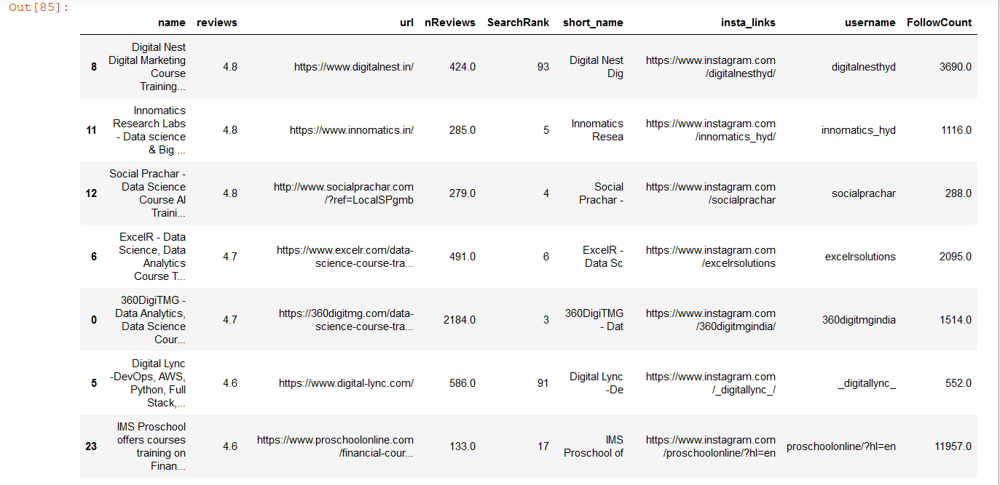 Out[85]:
name reviews url nReviews SearchRank short_name insta_links username FollowCount
Digital Nest
Digital Marketing
Course
Training...
8 4.8 https://www.digitalnest.in/ 424.0 93
Digital Nest
Dig
https://www.instagram.com
/digitalnesthyd/
digitalnesthyd 3690.0
Innomatics
Research Labs
- Data science
& Big ...
11 4.8 https://www.innomatics.in/ 285.0 5
Innomatics
Resea
https://www.instagram.com
/innomatics_hyd/
innomatics_hyd 1116.0
Social Prachar -
Data Science
Course AI
Traini...
12 4.8
http://www.socialprachar.com
/?ref=LocalSPgmb
279.0 4
Social
Prachar -
https://www.instagram.com
/socialprachar
socialprachar 288.0
ExcelR - Data
Science, Data
Analytics
Course T...
6 4.7
https://www.excelr.com/data-
science-course-tra...
491.0 6
ExcelR -
Data Sc
https://www.instagram.com
/excelrsolutions
excelrsolutions 2095.0
360DigiTMG -
Data Analytics,
Data Science
Cour...
0 4.7
https://360digitmg.com/data-
science-course-tra...
2184.0 3
360DigiTMG
- Dat
https://www.instagram.com
/360digitmgindia/
360digitmgindia 1514.0
Digital Lync
-DevOps, AWS,
Python, Full
Stack,...
5 4.6 https://www.digital-lync.com/ 586.0 91
Digital Lync
-De
https://www.instagram.com
/_digitallync_/
_digitallync_ 552.0
IMS Proschool
offers courses
training on
Finan...
23 4.6
https://www.proschoolonline.com
/financial-cour...
133.0 17
IMS
Proschool of
https://www.instagram.com
/proschoolonline/?hl=en
proschoolonline/?hl=en 11957.0